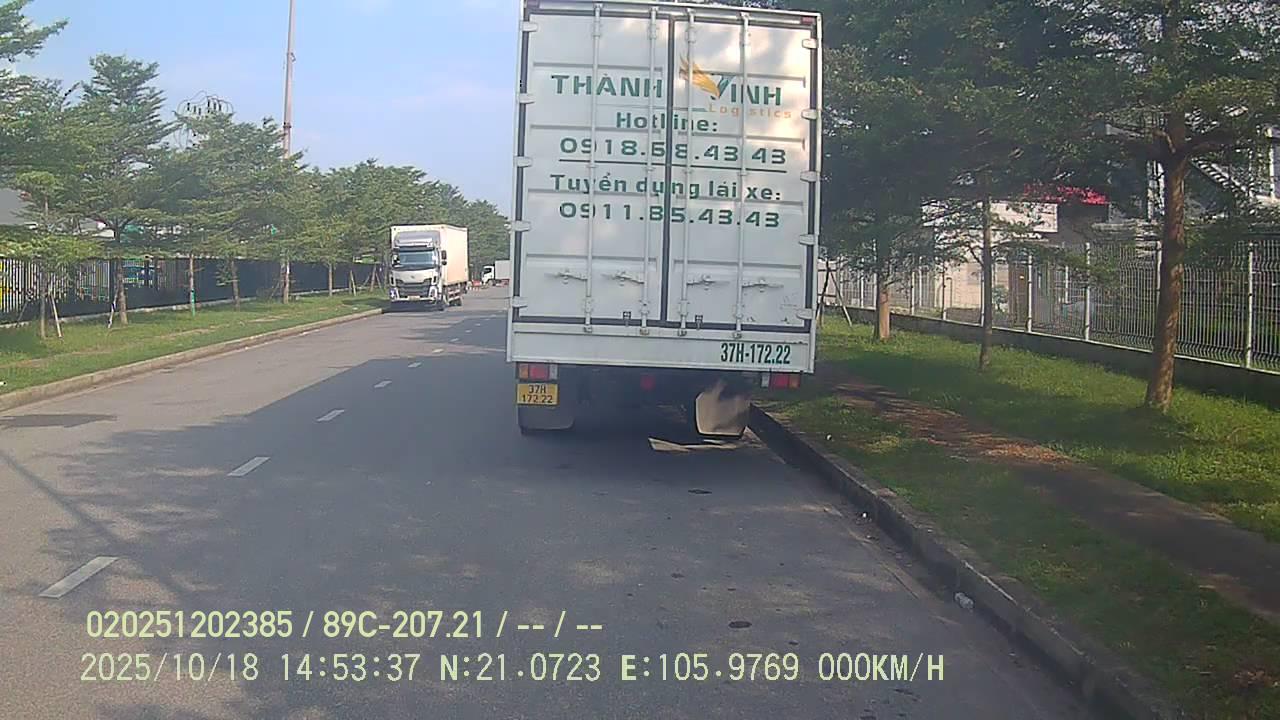 THÀNH VINH
Logistics
Hotline:
0918.58.43.43
Tuyển dụng lái xe:
0911.85.43.43
37H-172.22
37H
172.22
020251202385 / 89C-207.21 / -- / --
2025/10/18 14:53:37 N:21.0723 E:105.9769 000KM/H